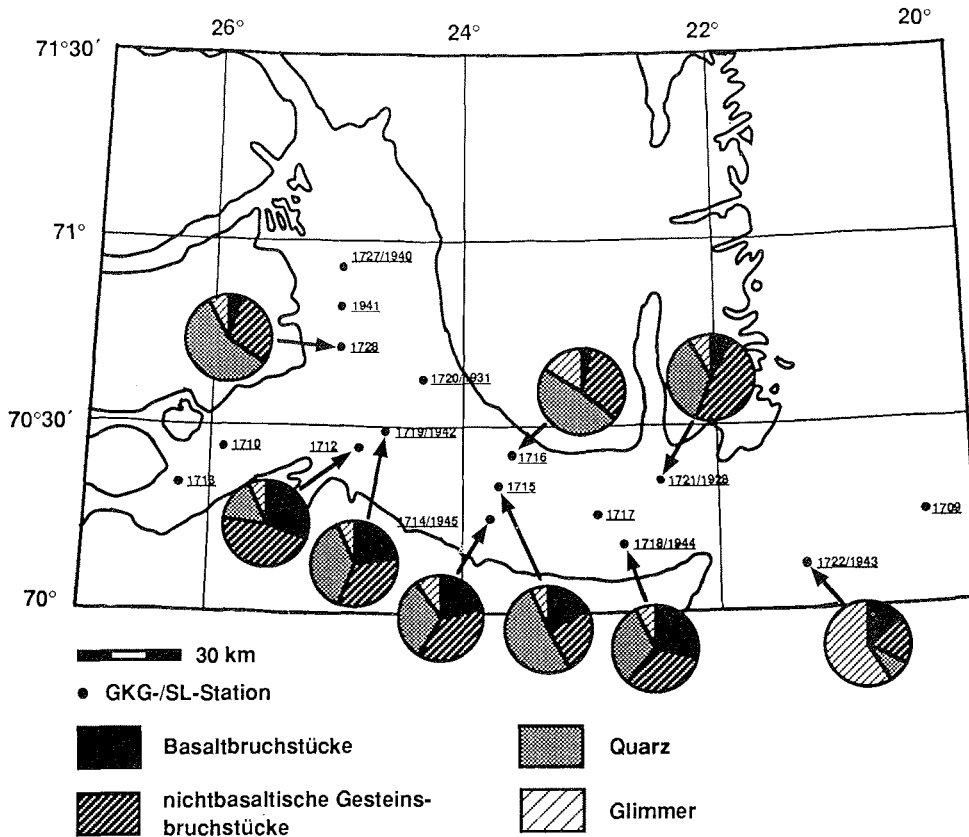 26° 24° 22° 20°
71°30´
71°
1727/1940
1941
1728
1720/1931
70°30´
1719/1942
1710
1712
1716
1713
1715
1721/1928
1714/1945
1717
1709
1718/1944
1722/1943
70°
30 km
GKG-/SL-Station
Basaltbruchstücke
Quarz
nichtbasaltische Gesteins-
bruchstücke
Glimmer